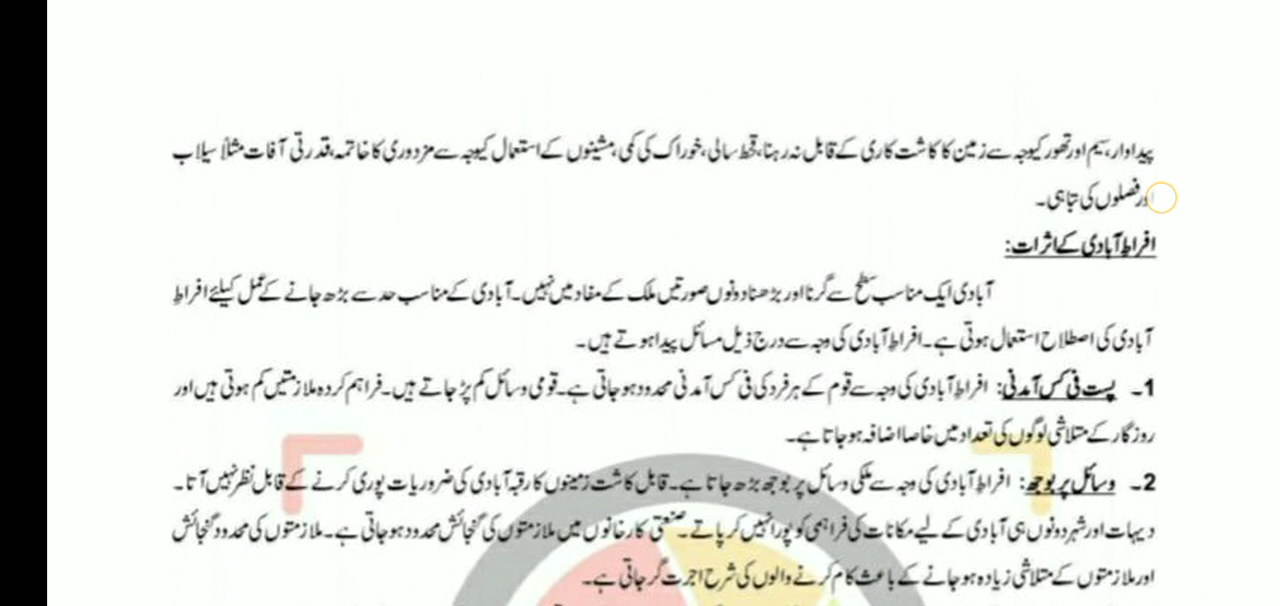 پیداوار، سیم اور تھور کیوجہ سے زمین کا کاشت کاری کے قابل نہ رہنا، قحط سالی، خوراک کی کمی، مشینوں کے استعمال کیوجہ سے مزدوری کا خاتمہ، قدرتی آفات مثلاً سیلاب
اور فصلوں کی تباہی۔
افراطِ آبادی کے اثرات:
آبادی ایک مناسب سطح سے گرنا اور بڑھنا دونوں صورتیں ملک کے مفاد میں نہیں۔ آبادی کے مناسب حد سے بڑھ جانے کے عمل کیلئے افراطِ
آبادی کی اصطلاح استعمال ہوتی ہے۔ افراطِ آبادی کی وجہ سے درج ذیل مسائل پیدا ہوتے ہیں۔
1۔ پست فی کس آمدنی: افراطِ آبادی کی وجہ سے قوم کے ہر فرد کی فی کس آمدنی محدود ہو جاتی ہے۔ قومی وسائل کم پڑ جاتے ہیں۔ فراہم کردہ ملازمتیں کم ہوتی ہیں اور
روزگار کے متلاشی لوگوں کی تعداد میں خاصا اضافہ ہو جاتا ہے۔
2۔ وسائل پر بوجھ: افراطِ آبادی کی وجہ سے ملکی وسائل پر بوجھ بڑھ جاتا ہے۔ قابل کاشت زمینوں کا رقبہ آبادی کی ضروریات پوری کرنے کے قابل نظر نہیں آتا۔
دیہات اور شہر دونوں ہی آبادی کے لیے مکانات کی فراہمی کو پورا نہیں کر پاتے۔ صنعتی کارخانوں میں ملازمتوں کی گنجائش محدود ہو جاتی ہے۔ ملازمتوں کی محدود گنجائش
اور ملازمتوں کے متلاشی زیادہ ہو جانے کے باعث کام کرنے والوں کی شرح اجرت گر جاتی ہے۔